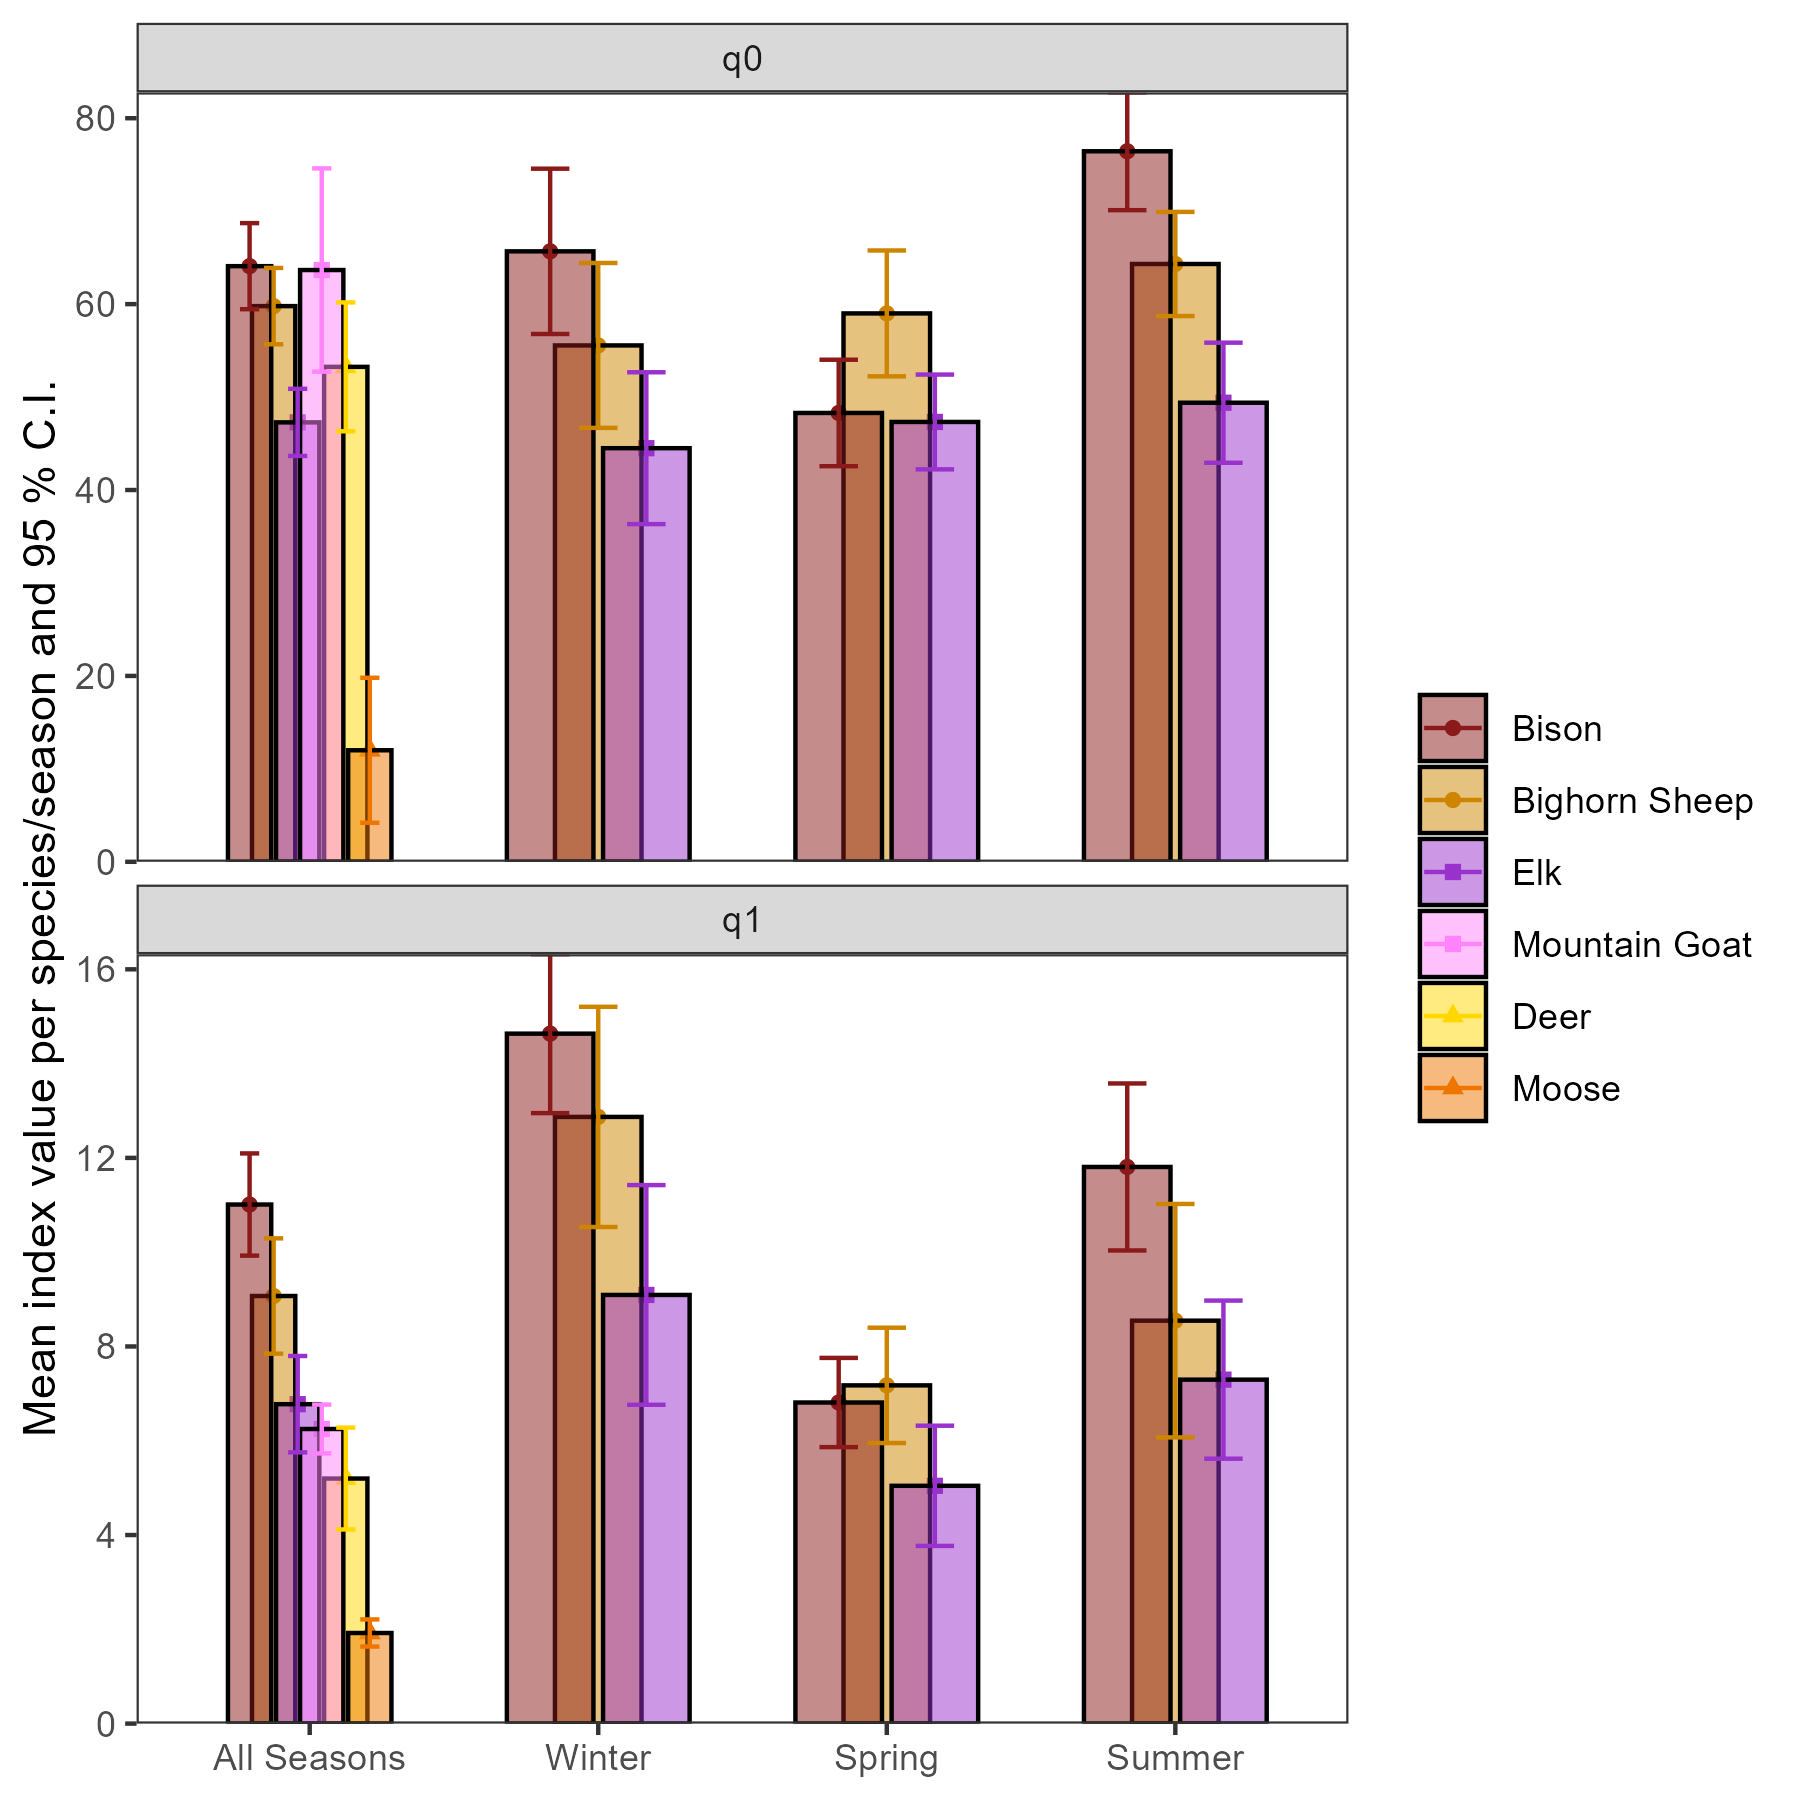 q0
80
60
40
20
0
q1
16
12
8
4
0
All Seasons
Winter
Spring
Summer
Mean index value per species/season and 95 % C.I.
Bison
Bighorn Sheep
Elk
Mountain Goat
Deer
Moose